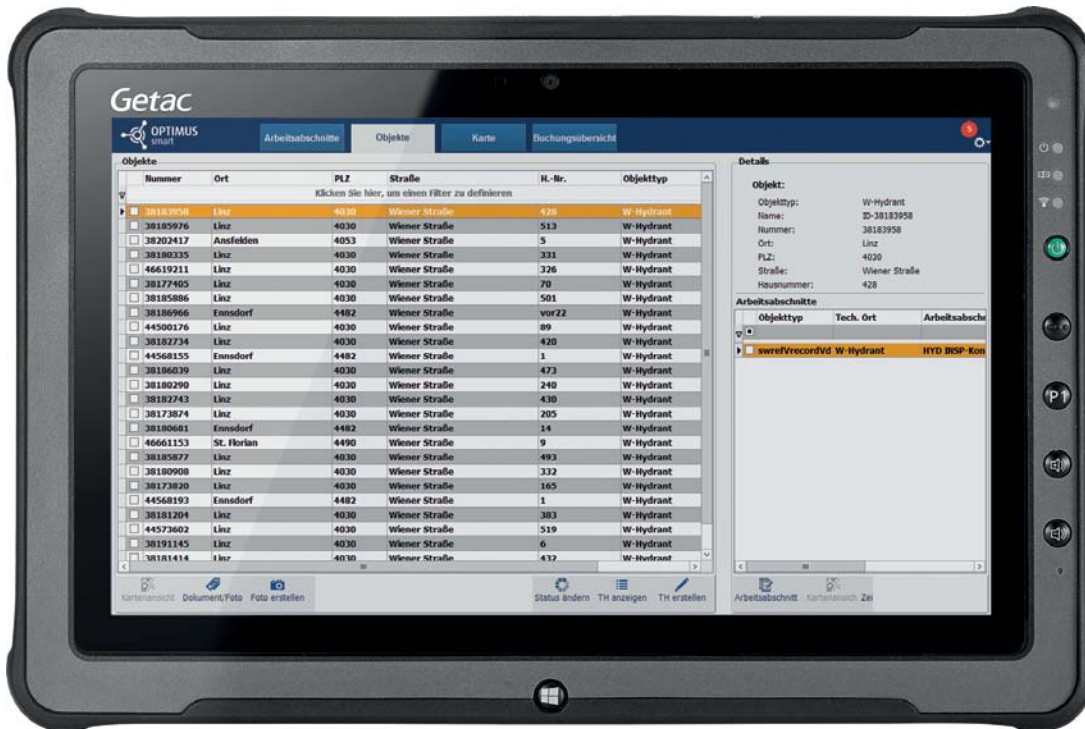 Getac
OPTIMUS
smart
Arbeitsabschnitte
Objekte
Karte
Buchungsübersicht
5
Objekte
Nummer Ort PLZ Straße H.-Nr. Objekttyp
Klicken Sie hier, um einen Filter zu definieren
38183958 Linz 4030 Wiener Straße 428 W-Hydrant
38185976 Linz 4030 Wiener Straße 513 W-Hydrant
38202417 Ansfelden 4053 Wiener Straße 5 W-Hydrant
38180335 Linz 4030 Wiener Straße 331 W-Hydrant
46619211 Linz 4030 Wiener Straße 326 W-Hydrant
38177405 Linz 4030 Wiener Straße 70 W-Hydrant
38185886 Linz 4030 Wiener Straße 501 W-Hydrant
38186966 Ennsdorf 4482 Wiener Straße vor22 W-Hydrant
44500176 Linz 4030 Wiener Straße 89 W-Hydrant
38182734 Linz 4030 Wiener Straße 420 W-Hydrant
44568155 Ennsdorf 4482 Wiener Straße 1 W-Hydrant
38186039 Linz 4030 Wiener Straße 473 W-Hydrant
38180290 Linz 4030 Wiener Straße 240 W-Hydrant
38182743 Linz 4030 Wiener Straße 430 W-Hydrant
38173874 Linz 4030 Wiener Straße 205 W-Hydrant
38180681 Ennsdorf 4482 Wiener Straße 14 W-Hydrant
46661153 St. Florian 4490 Wiener Straße 9 W-Hydrant
38185877 Linz 4030 Wiener Straße 493 W-Hydrant
38180908 Linz 4030 Wiener Straße 332 W-Hydrant
38173820 Linz 4030 Wiener Straße 165 W-Hydrant
44568193 Ennsdorf 4482 Wiener Straße 1 W-Hydrant
38181204 Linz 4030 Wiener Straße 383 W-Hydrant
44573602 Linz 4030 Wiener Straße 519 W-Hydrant
38191145 Linz 4030 Wiener Straße 6 W-Hydrant
38181414 Linz 4030 Wiener Straße 432 W-Hydrant
Kartenansicht Dokument/Foto Foto erstellen Status ändern TH anzeigen TH erstellen
Details
Objekt:
Objekttyp: W-Hydrant
Name: ID-38183958
Nummer: 38183958
Ort: Linz
PLZ: 4030
Straße: Wiener Straße
Hausnummer: 428
Arbeitsabschnitte
Objekttyp Tech. Ort Arbeitsabschn
swrefVrecordVd W-Hydrant HYD INSP-Kon
Arbeitsabschnitt Kartenansich Zei
P1